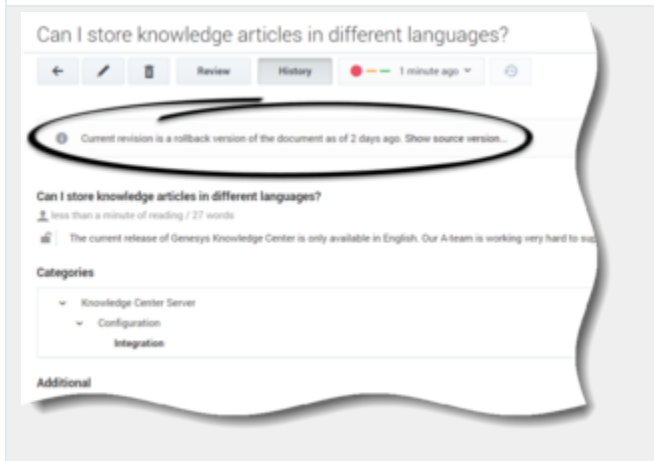 Can I store knowledge articles in different languages?
Review History 1 minute ago
Current revision is a rollback version of the document as of 2 days ago. Show source version...
Can I store knowledge articles in different languages?
less than a minute of reading / 27 words
The current release of Genesys Knowledge Center is only available in English. Our A-team is working very hard to sup
Categories
Knowledge Center Server
Configuration
Integration
Additional